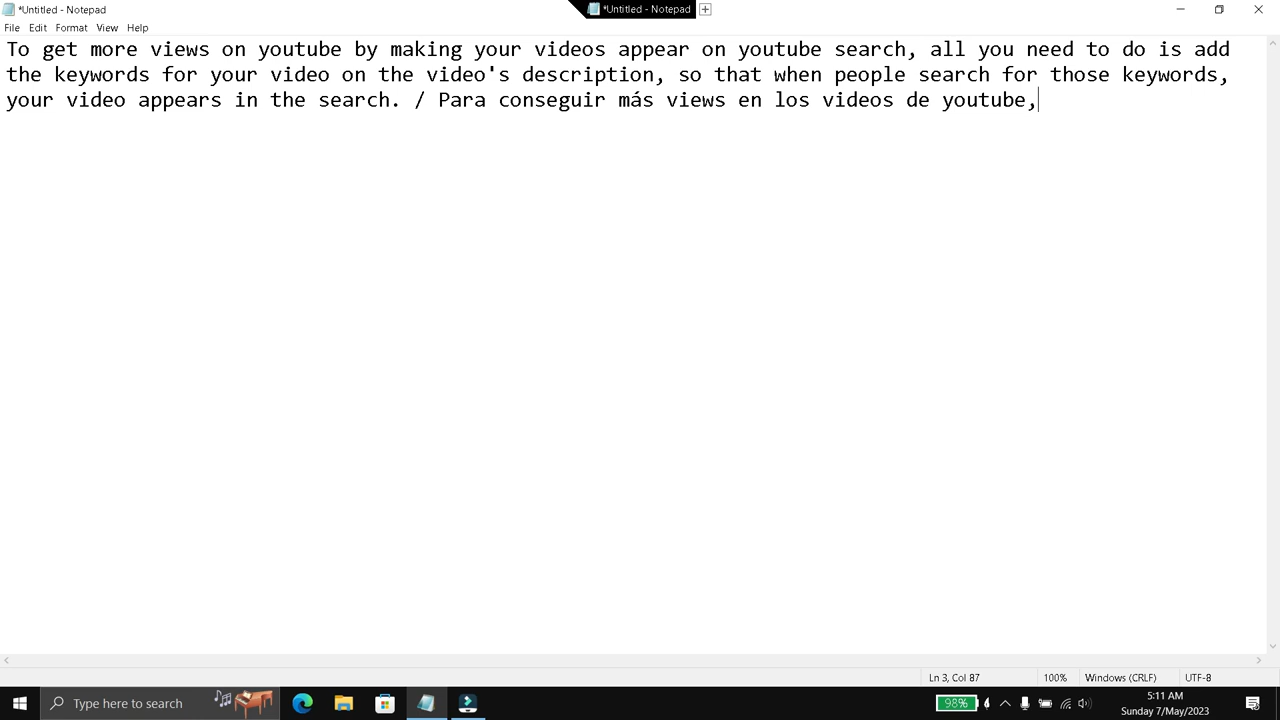 *Untitled - Notepad
*Untitled - Notepad
File Edit Format View Help
To get more views on youtube by making your videos appear on youtube search, all you need to do is add
the keywords for your video on the video's description, so that when people search for those keywords,
your video appears in the search. / Para conseguir más views en los videos de youtube,
Ln 3, Col 87 100% Windows (CRLF) UTF-8
Type here to search
98%
5:11 AM
Sunday 7/May/2023